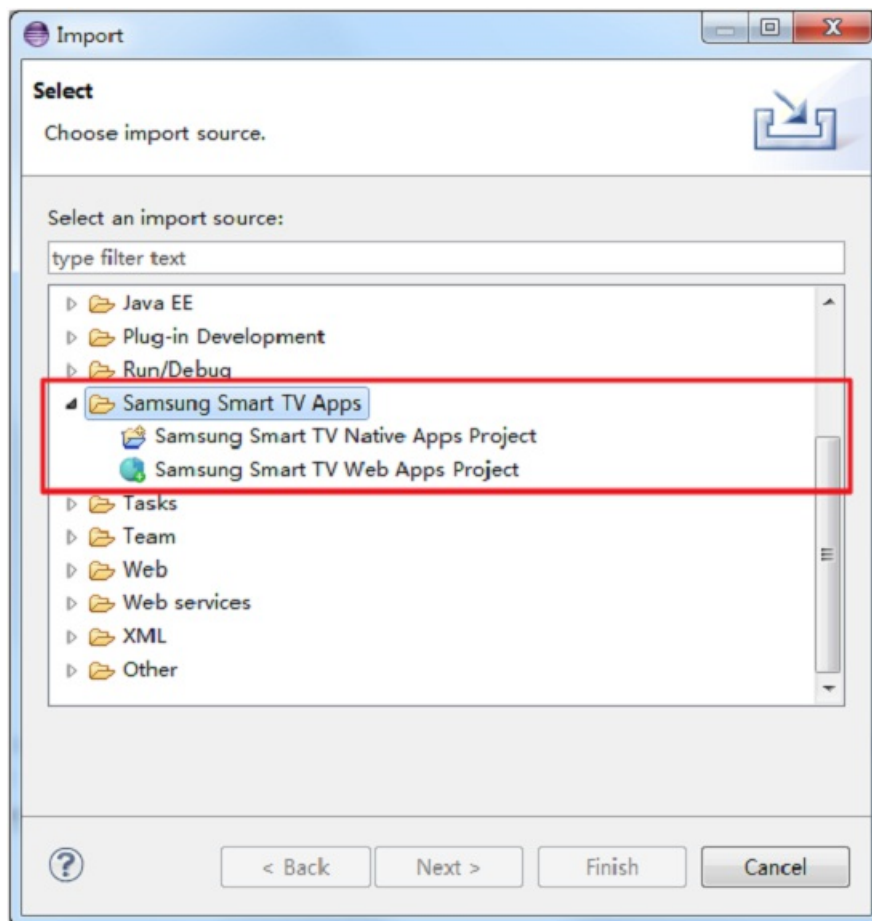 Import
Select
Choose import source.
Select an import source:
type filter text
Java EE
Plug-in Development
Run/Debug
Samsung Smart TV Apps
Samsung Smart TV Native Apps Project
Samsung Smart TV Web Apps Project
Tasks
Team
Web
Web services
XML
Other
? < Back Next > Finish Cancel